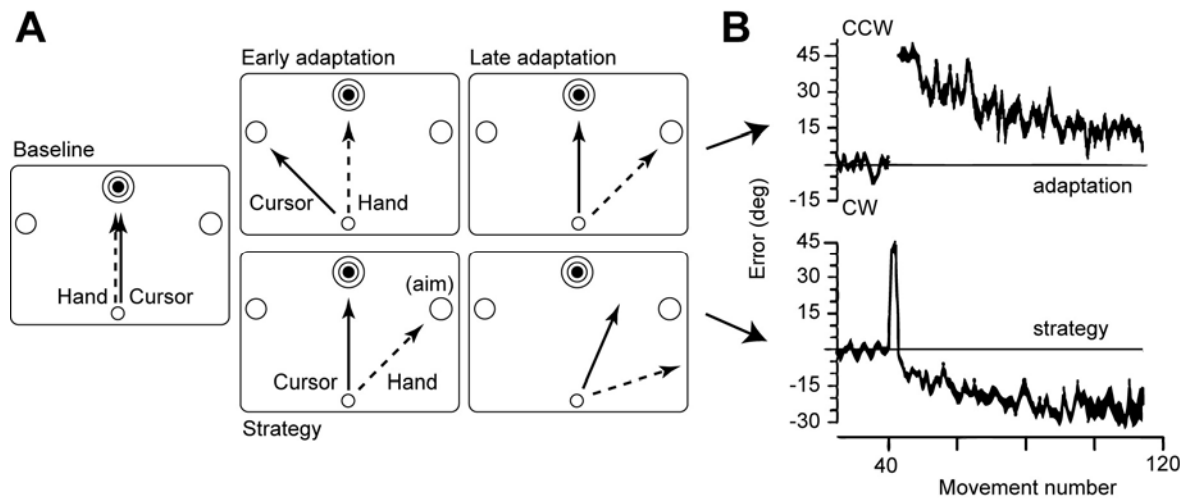 A
B
Early adaptation
Late adaptation
Baseline
Hand
Cursor
Cursor
Hand
(aim)
Cursor
Hand
Strategy
Error (deg)
CCW
45
30
15
-15
CW
adaptation
45
30
15
-15
-30
strategy
40
120
Movement number